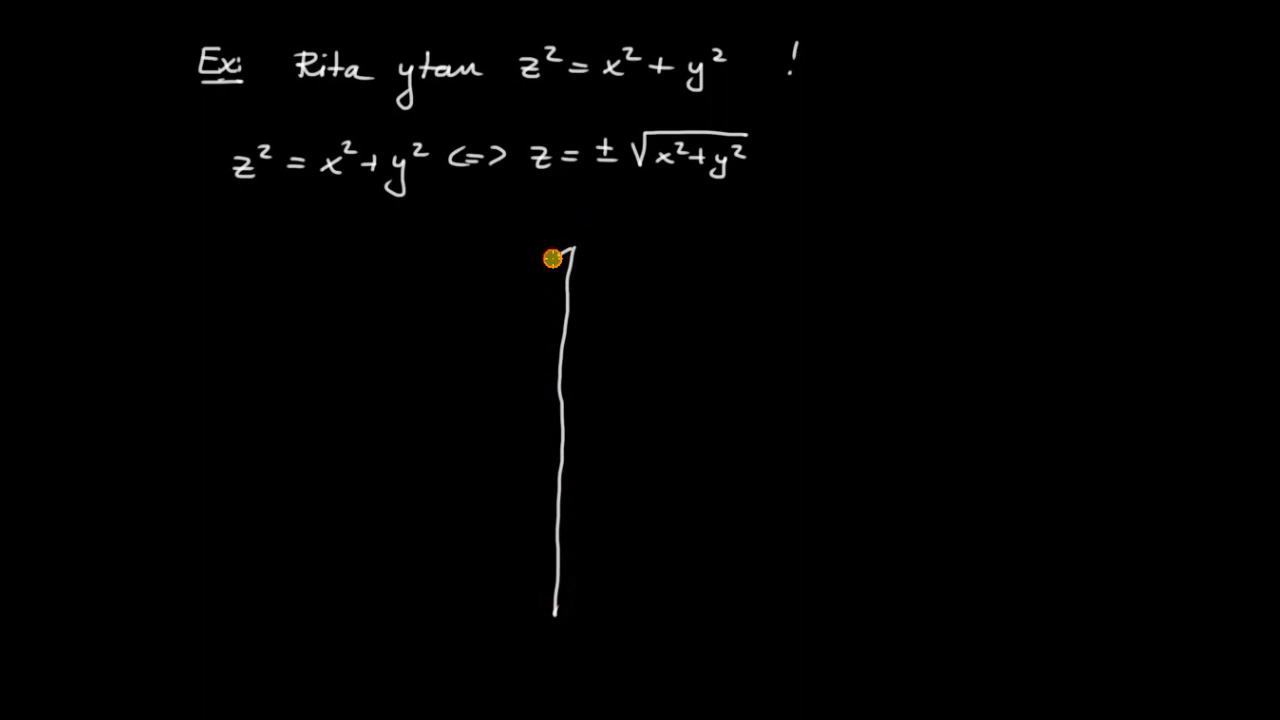 Ex: Rita ytan z² = x² + y² !
z² = x² + y² <=> z = ± √(x² + y²)